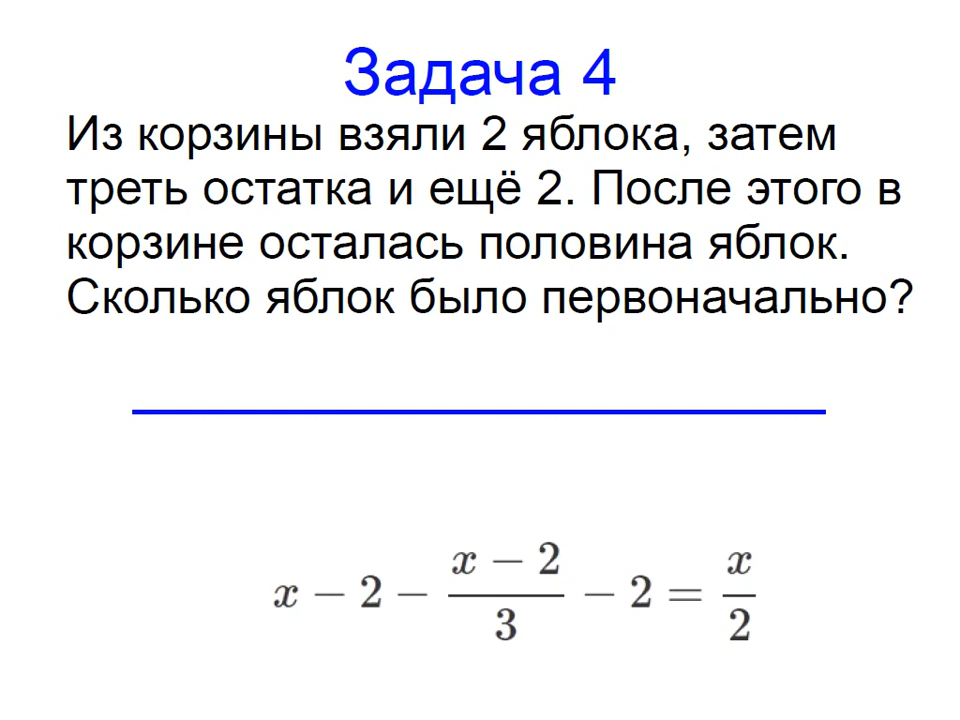 Задача 4
Из корзины взяли 2 яблока, затем
треть остатка и ещё 2. После этого в
корзине осталась половина яблок.
Сколько яблок было первоначально?
x − 2 − (x − 2)/3 − 2 = x/2